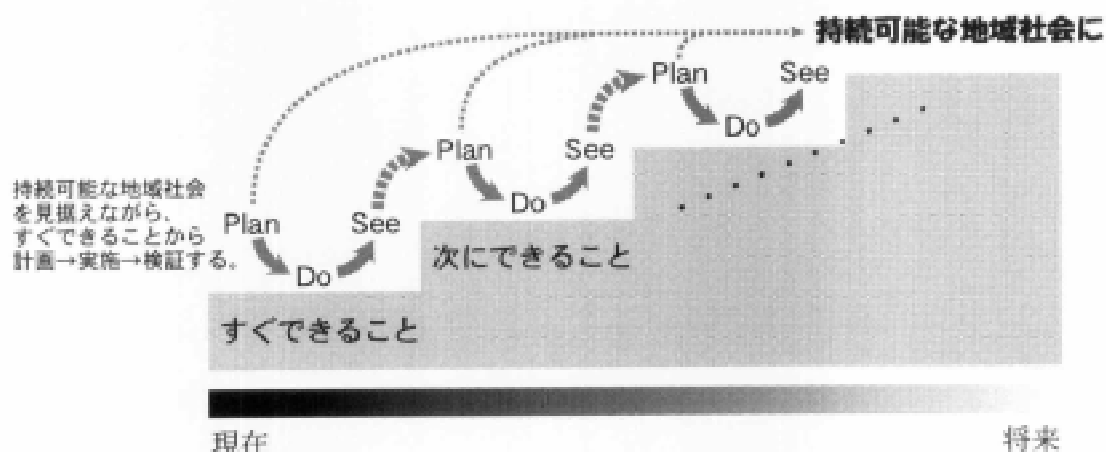 持続可能な地域社会に
Plan
See
Do
Plan
See
Do
持続可能な地域社会
を見据えながら、
すぐできることから
計画→実施→検証する。
Plan
See
Do
次にできること
すぐできること
現在
将来